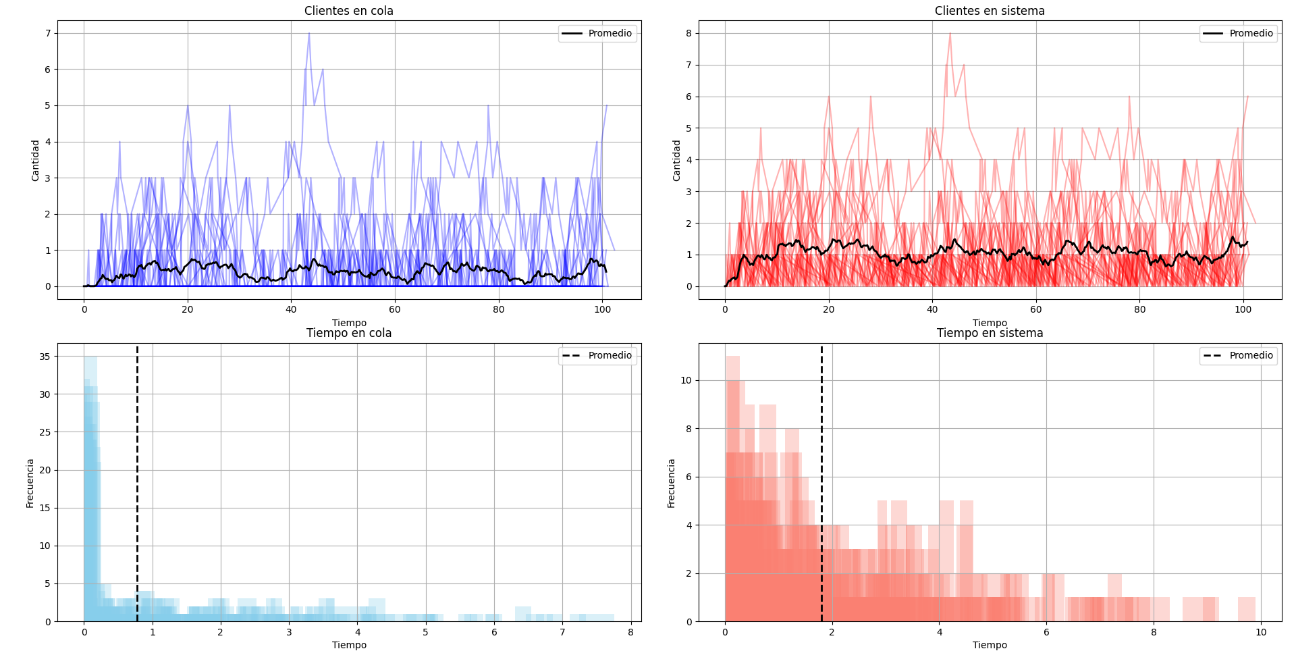 Clientes en cola
Promedio
Cantidad
7
6
5
4
3
2
1
0
0 20 40 60 80 100
Tiempo
Clientes en sistema
Promedio
Cantidad
8
7
6
5
4
3
2
1
0
0 20 40 60 80 100
Tiempo
Tiempo en cola
Promedio
Frecuencia
35
30
25
20
15
10
5
0
0 1 2 3 4 5 6 7 8
Tiempo
Tiempo en sistema
Promedio
Frecuencia
10
8
6
4
2
0
0 2 4 6 8 10
Tiempo